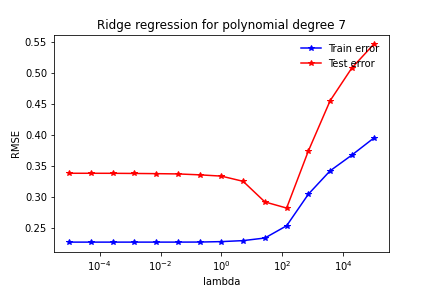 Ridge regression for polynomial degree 7
Train error
Test error
0.55
0.50
0.45
0.40
0.35
0.30
0.25
RMSE
10⁻⁴ 10⁻² 10⁰ 10² 10⁴
lambda